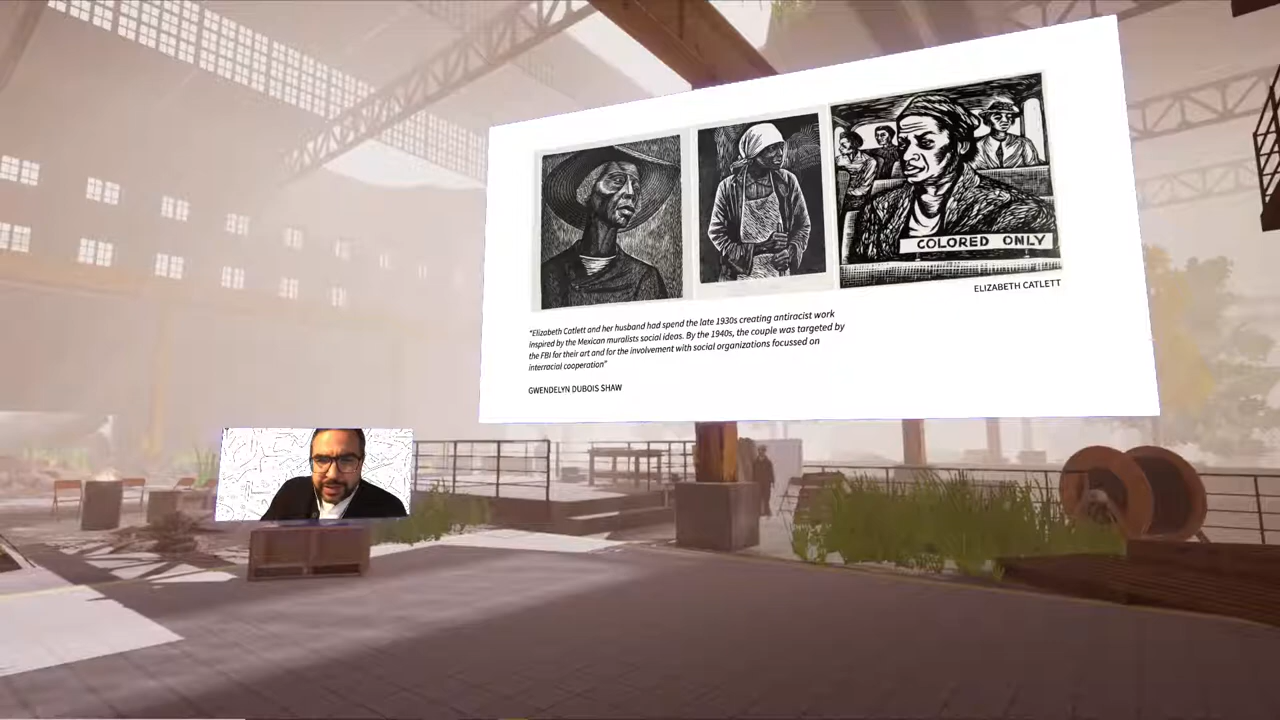 COLORED ONLY
ELIZABETH CATLETT
"Elizabeth Catlett and her husband had spend the late 1930s creating antiracist work
inspired by the Mexican muralists social ideas. By the 1940s, the couple was targeted by
the FBI for their art and for the involvement with social organizations focussed on
interracial cooperation"
GWENDELYN DUBOIS SHAW